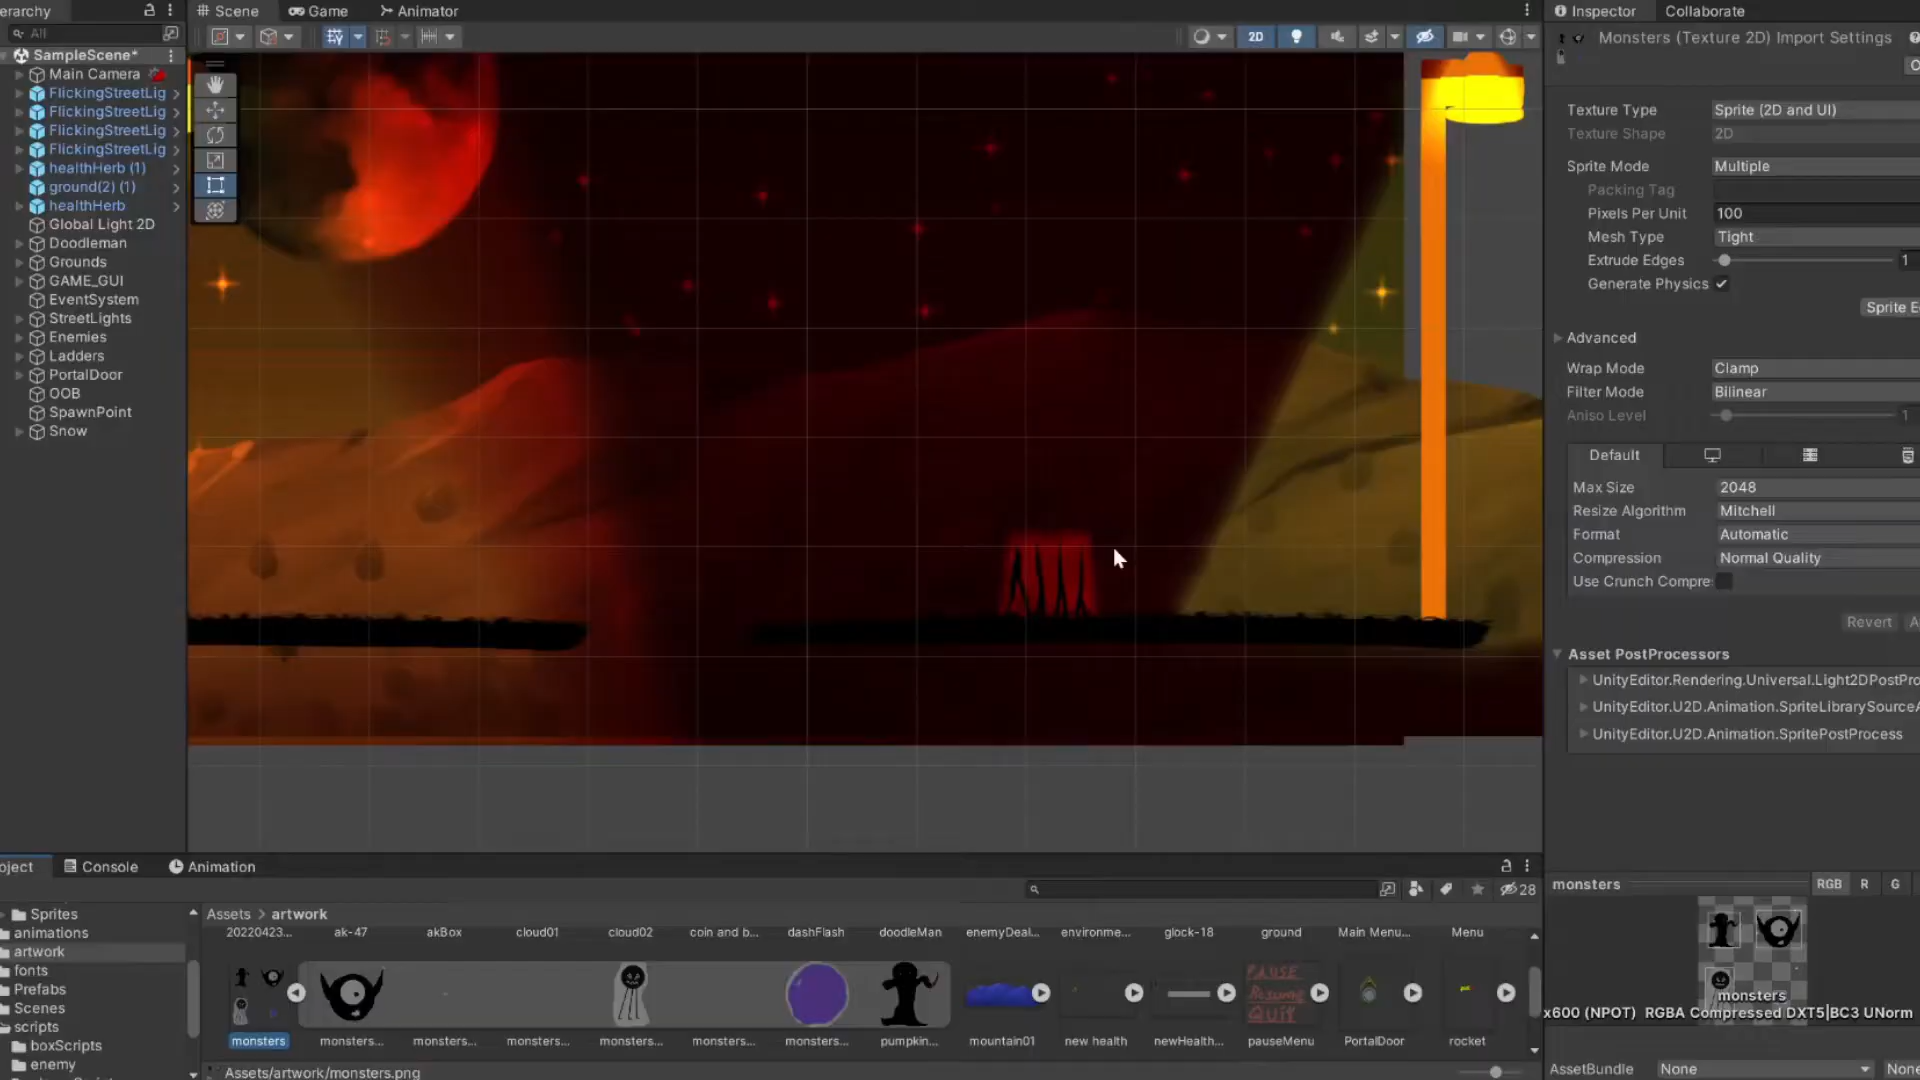 erarchy
Scene
Game
Animator
Inspector
Collaborate
All
2D
Monsters (Texture 2D) Import Settings
SampleScene*
Main Camera
FlickingStreetLig
FlickingStreetLig
FlickingStreetLig
FlickingStreetLig
healthHerb (1)
ground(2) (1)
healthHerb
Global Light 2D
Doodleman
Grounds
GAME_GUI
EventSystem
StreetLights
Enemies
Ladders
PortalDoor
OOB
SpawnPoint
Snow
Texture Type Sprite (2D and UI)
Texture Shape 2D
Sprite Mode Multiple
Packing Tag
Pixels Per Unit 100
Mesh Type Tight
Extrude Edges 1
Generate Physics
Sprite E
Advanced
Wrap Mode Clamp
Filter Mode Bilinear
Aniso Level 1
Default
Max Size 2048
Resize Algorithm Mitchell
Format Automatic
Compression Normal Quality
Use Crunch Compre
Revert A
Asset PostProcessors
UnityEditor.Rendering.Universal.Light2DPostPro
UnityEditor.U2D.Animation.SpriteLibrarySourceA
UnityEditor.U2D.Animation.SpritePostProcess
oject
Console
Animation
28
Sprites
animations
artwork
fonts
Prefabs
Scenes
scripts
boxScripts
enemy
Assets > artwork
20220423... ak-47 akBox cloud01 cloud02 coin and b... dashFlash doodleMan enemyDeal... environme... glock-18 ground Main Menu... Menu
PAUSE
Resume
QUIT
monsters monsters... monsters... monsters... monsters... monsters... monsters... pumpkin... mountain01 new health newHealth... pauseMenu PortalDoor rocket
Assets/artwork/monsters.png
monsters
RGB R G
monsters
x600 (NPOT) RGBA Compressed DXT5|BC3 UNorm
AssetBundle None None